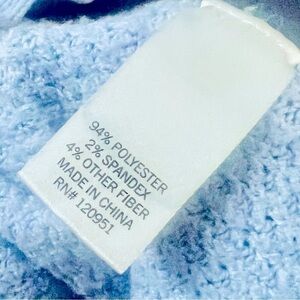 94% POLYESTER
2% SPANDEX
4% OTHER FIBER
MADE IN CHINA
RN# 120951